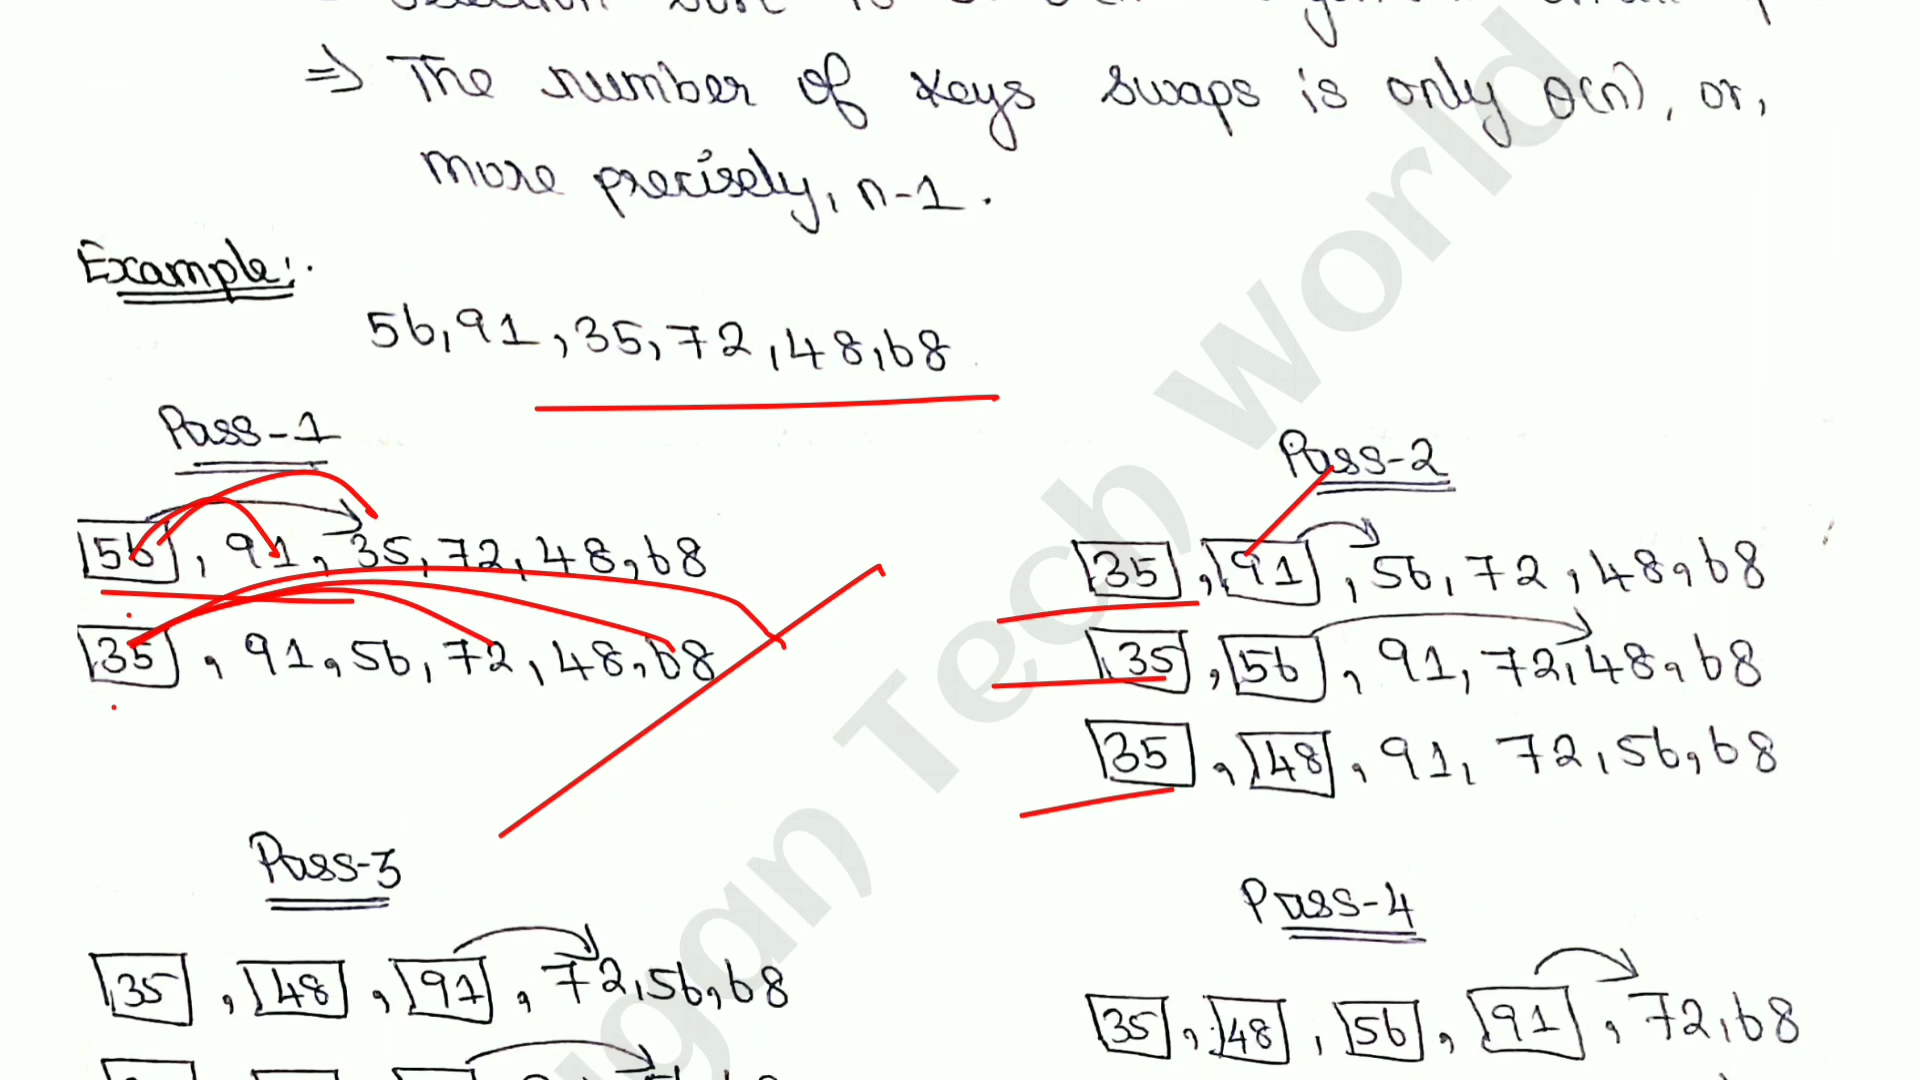 ⇒ The number of keys swaps is only θ(n), or,
more precisely, n-1.
Example:
56, 91, 35, 72, 48, 68
Pass-1
56, 91, 35, 72, 48, 68
35, 91, 56, 72, 48, 68
Pass-2
35, 91, 56, 72, 48, 68
35, 56, 91, 72, 48, 68
35, 48, 91, 72, 56, 68
Pass-3
35, 48, 91, 72, 56, 68
Pass-4
35, 48, 56, 91, 72, 68
Tech World